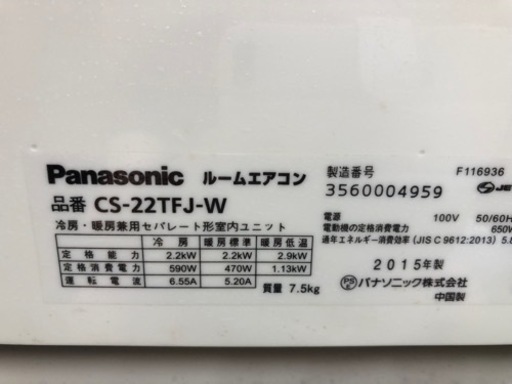 Panasonic ルームエアコン
品番 CS-22TFJ-W
冷房・暖房兼用セパレート形室内ユニット
冷房 暖房標準 暖房低温
定格能力 2.2kW 2.2kW 2.9kW
定格消費電力 590W 470W 1.13kW
運転電流 6.55A 5.20A
質量 7.5kg
製造番号 F116936
3560004959
電源 100V 50/60H
電動機の定格消費電力 650W
通年エネルギー消費効率(JIS C 9612:2013) 5.8
2015年製
PS E パナソニック株式会社
中国製